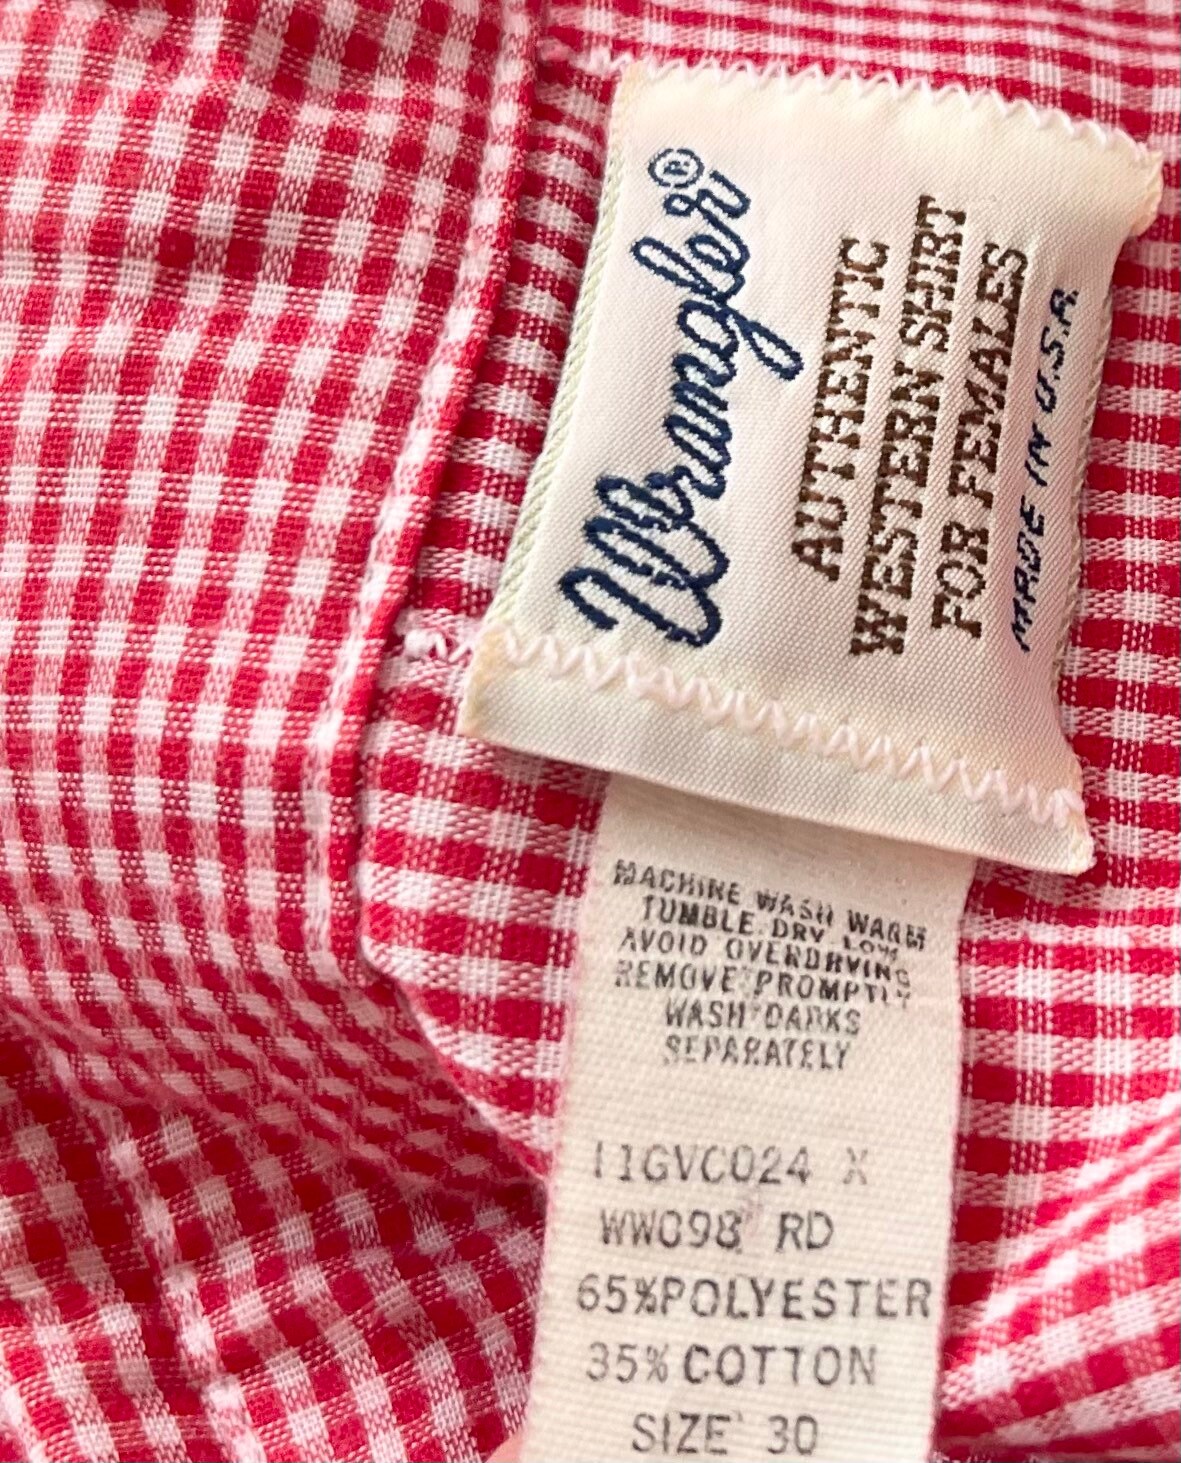 Wrangler®
AUTHENTIC
WESTERN SHIRT
FOR FEMALES
MADE IN U.S.A.
MACHINE WASH WARM
TUMBLE DRY LOW
AVOID OVERDRYING
REMOVE PROMPTLY
WASH DARKS
SEPARATELY
11GVC024 X
WW098 RD
65%POLYESTER
35% COTTON
SIZE 30